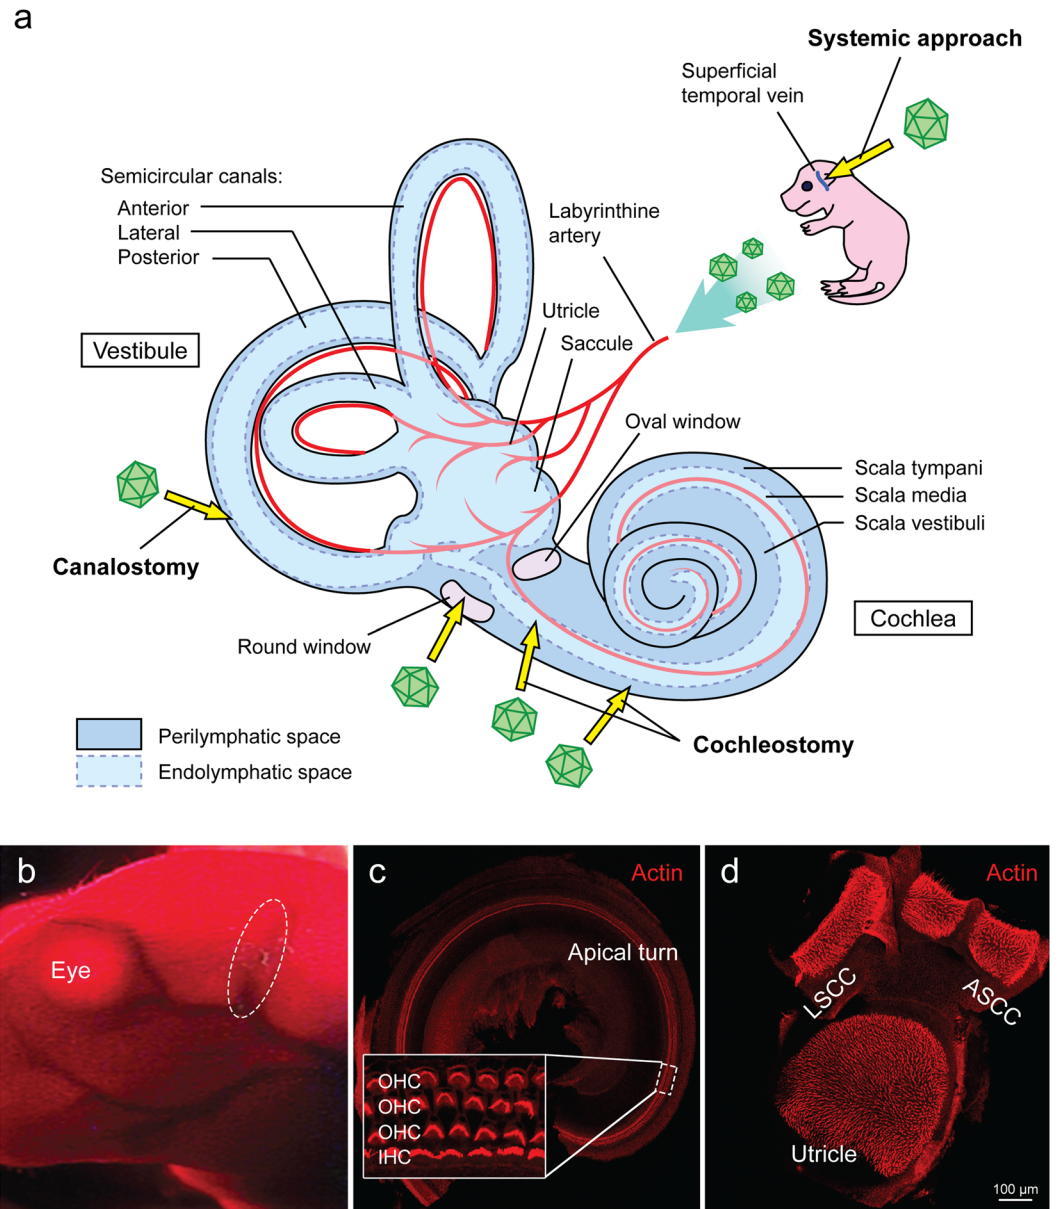 a
Systemic approach
Superficial
temporal vein
Semicircular canals:
Anterior
Lateral
Posterior
Labyrinthine
artery
Utricle
Saccule
Vestibule
Oval window
Scala tympani
Scala media
Scala vestibuli
Canalostomy
Cochlea
Round window
Perilymphatic space
Endolymphatic space
Cochleostomy
b
Eye
c
Actin
Apical turn
OHC
OHC
OHC
IHC
d
Actin
LSCC
ASCC
Utricle
100 µm